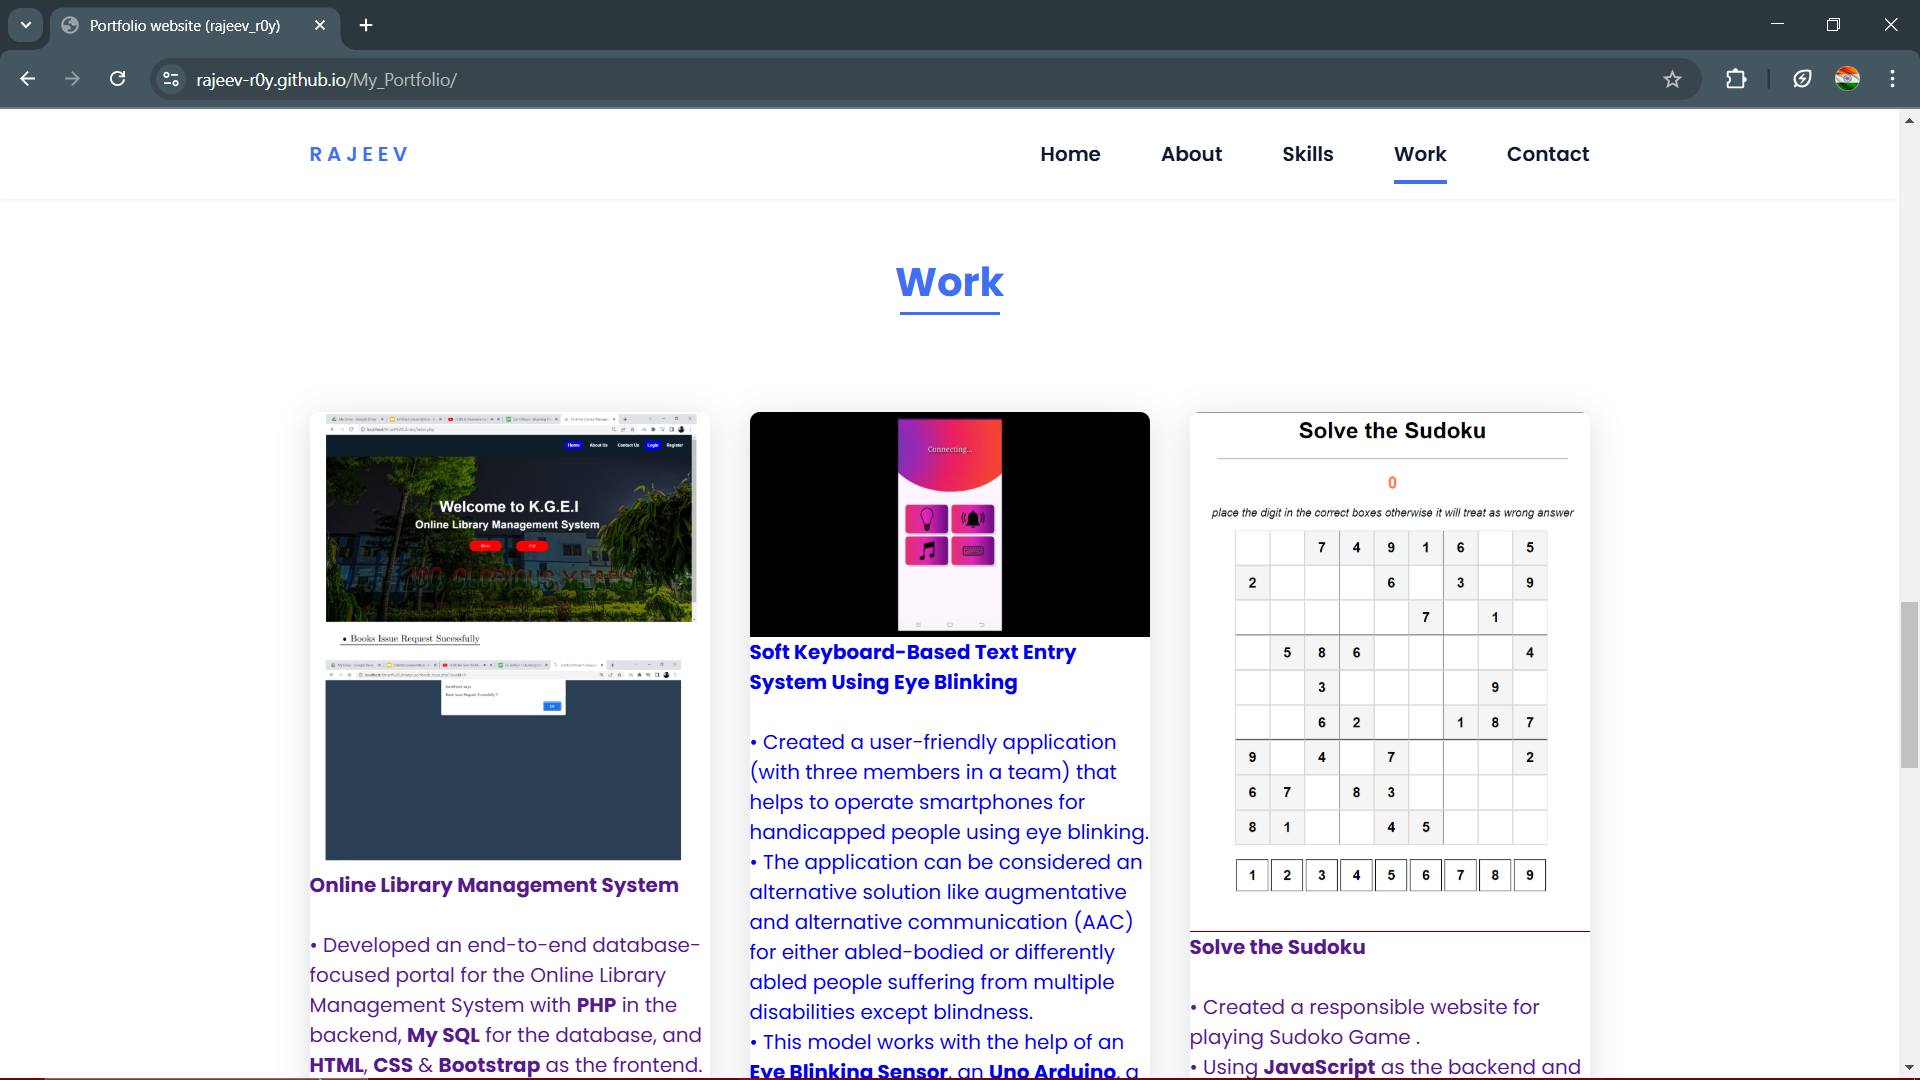 Portfolio website (rajeev_r0y)
rajeev-r0y.github.io/My_Portfolio/
RAJEEV
Home About Skills Work Contact
Work
Home About Us Contact Us Login Register
Welcome to K.G.E.I
Online Library Management System
100 GLORIOUS YEARS
• Books Issue Request Sucessfully
Online Library Management System
• Developed an end-to-end database-
focused portal for the Online Library
Management System with PHP in the
backend, My SQL for the database, and
HTML, CSS & Bootstrap as the frontend.
Connecting...
Soft Keyboard-Based Text Entry
System Using Eye Blinking
• Created a user-friendly application
(with three members in a team) that
helps to operate smartphones for
handicapped people using eye blinking.
• The application can be considered an
alternative solution like augmentative
and alternative communication (AAC)
for either abled-bodied or differently
abled people suffering from multiple
disabilities except blindness.
• This model works with the help of an
Eye Blinking Sensor, an Uno Arduino, a
Solve the Sudoku
0
place the digit in the correct boxes otherwise it will treat as wrong answer
7 4 9 1 6 5
2 6 3 9
7 1
5 8 6 4
3 9
6 2 1 8 7
9 4 7 2
6 7 8 3
8 1 4 5
1 2 3 4 5 6 7 8 9
Solve the Sudoku
• Created a responsible website for
playing Sudoko Game .
• Using JavaScript as the backend and